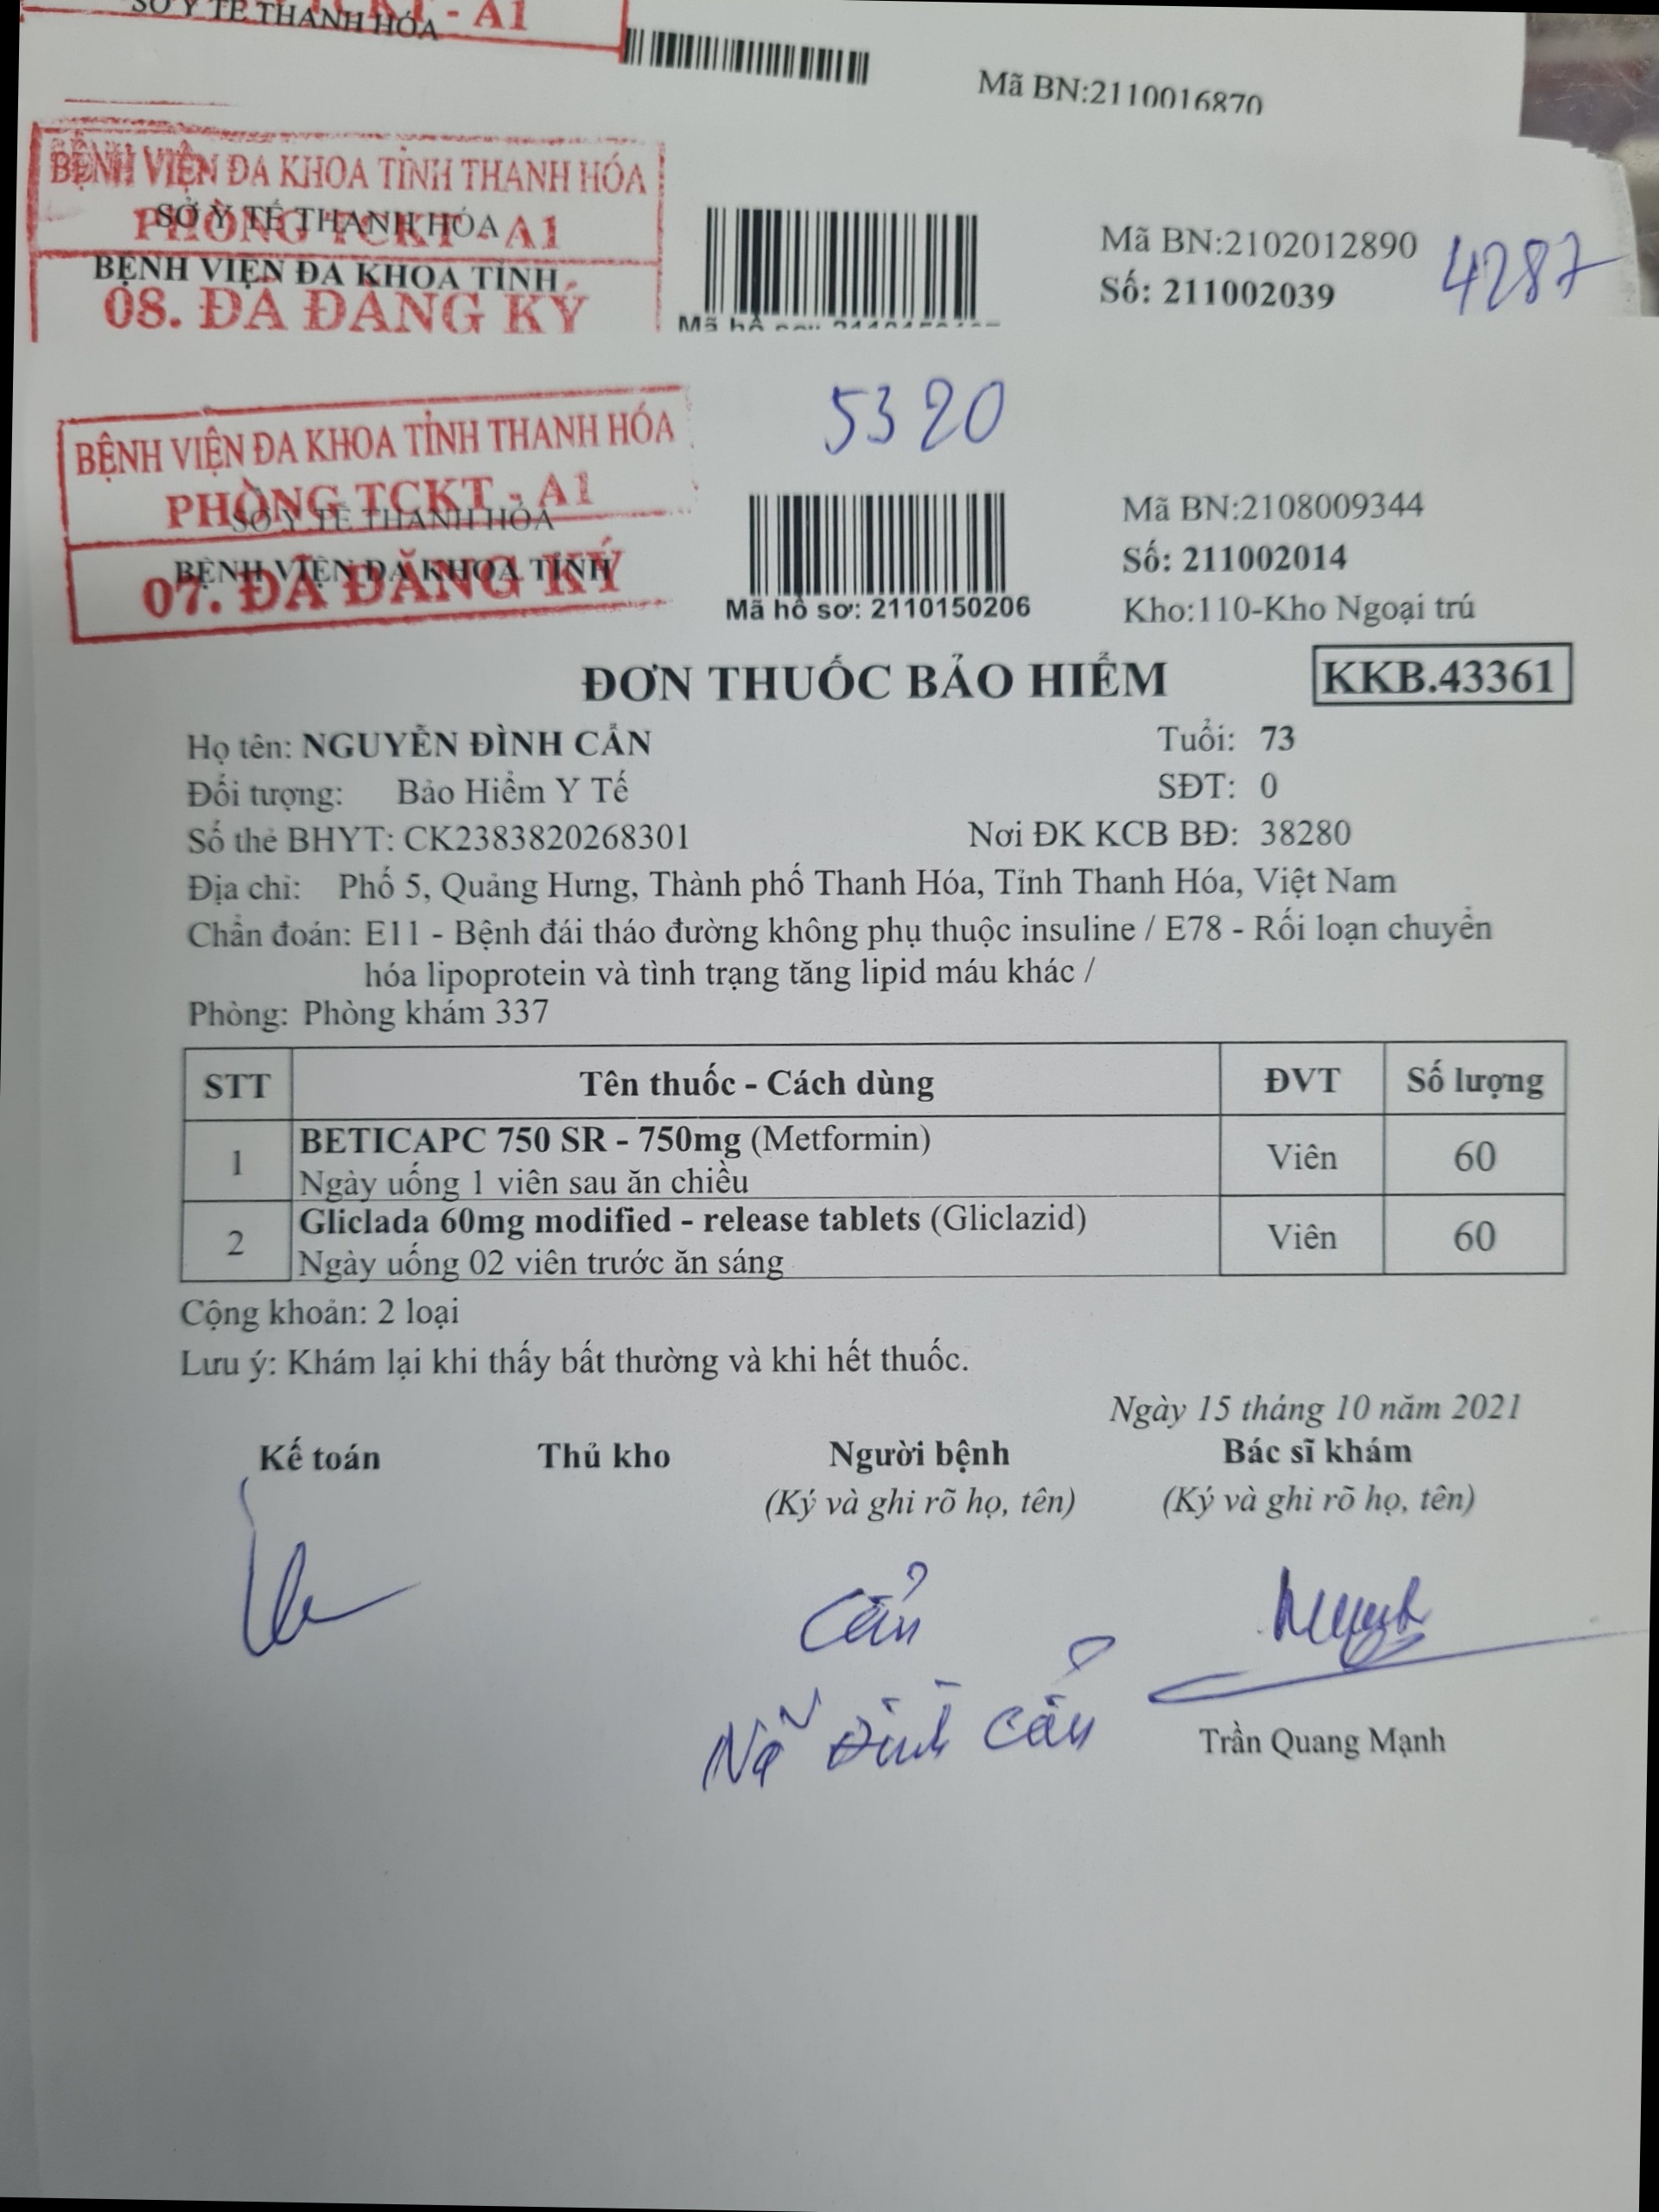 SỞ Y TẾ THANH HÓA
TCKT - A1
Mã BN:2110016870
BỆNH VIỆN ĐA KHOA TỈNH THANH HÓA
PHÒNG TCKT - A1
SỞ Y TẾ THANH HÓA
BỆNH VIỆN ĐA KHOA TỈNH
08. ĐÃ ĐĂNG KÝ
Mã BN:2102012890
Số: 211002039
4287
5320
BỆNH VIỆN ĐA KHOA TỈNH THANH HÓA
PHÒNG TCKT - A1
SỞ Y TẾ THANH HÓA
BỆNH VIỆN ĐA KHOA TỈNH
07. ĐÃ ĐĂNG KÝ
Mã hồ sơ: 2110150206
Mã BN:2108009344
Số: 211002014
Kho:110-Kho Ngoại trú
ĐƠN THUỐC BẢO HIỂM KKB.43361
Họ tên: NGUYỄN ĐÌNH CẨN Tuổi: 73
Đối tượng: Bảo Hiểm Y Tế SĐT: 0
Số thẻ BHYT: CK2383820268301 Nơi ĐK KCB BĐ: 38280
Địa chỉ: Phố 5, Quảng Hưng, Thành phố Thanh Hóa, Tỉnh Thanh Hóa, Việt Nam
Chẩn đoán: E11 - Bệnh đái tháo đường không phụ thuộc insuline / E78 - Rối loạn chuyển
hóa lipoprotein và tình trạng tăng lipid máu khác /
Phòng: Phòng khám 337
STT Tên thuốc - Cách dùng ĐVT Số lượng
1 BETICAPC 750 SR - 750mg (Metformin) Viên 60
Ngày uống 1 viên sau ăn chiều
2 Gliclada 60mg modified - release tablets (Gliclazid) Viên 60
Ngày uống 02 viên trước ăn sáng
Cộng khoản: 2 loại
Lưu ý: Khám lại khi thấy bất thường và khi hết thuốc.
Ngày 15 tháng 10 năm 2021
Kế toán Thủ kho Người bệnh Bác sĩ khám
(Ký và ghi rõ họ, tên) (Ký và ghi rõ họ, tên)
Cẩn
Đình Cẩn
Trần Quang Mạnh